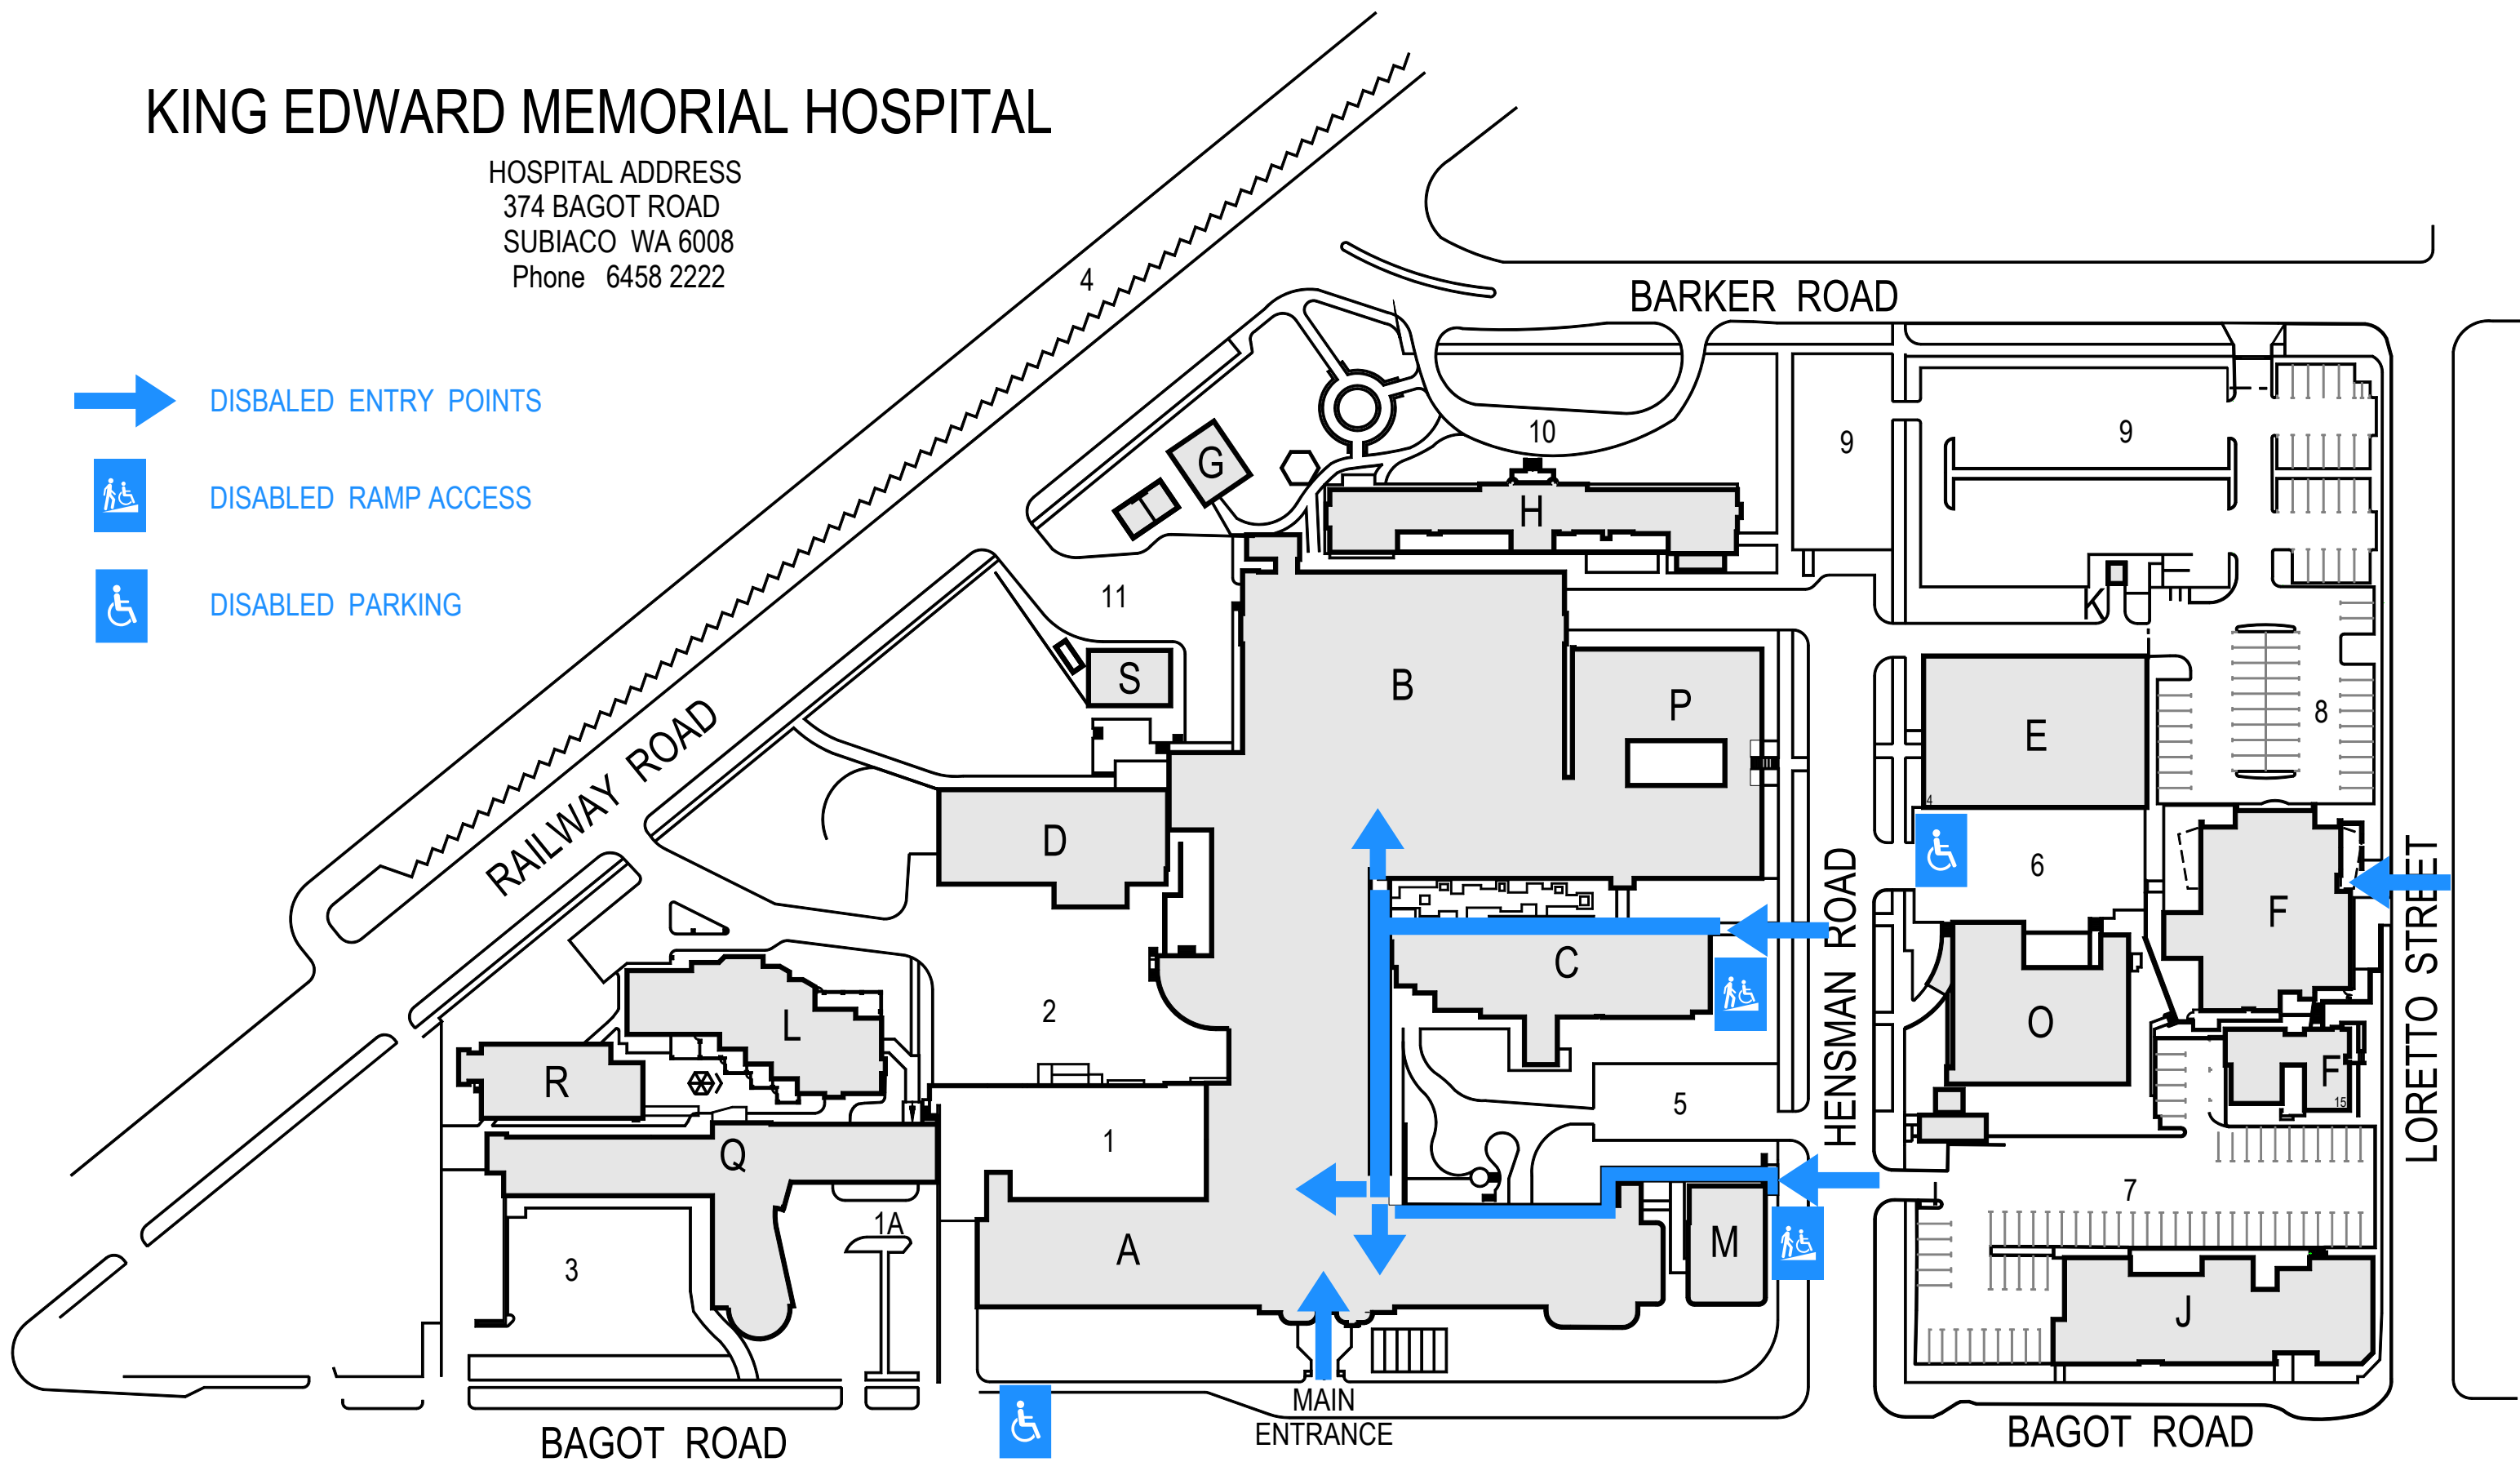 KING EDWARD MEMORIAL HOSPITAL
HOSPITAL ADDRESS
374 BAGOT ROAD
SUBIACO WA 6008
Phone 6458 2222
DISBALED ENTRY POINTS
DISABLED RAMP ACCESS
DISABLED PARKING
4
BARKER ROAD
10
9
9
G
H
11
S
B
P
K
E
8
4
RAILWAY ROAD
D
6
F
C
HENSMAN ROAD
LORETTO STREET
2
L
O
R
F
15
5
1
Q
7
1A
A
M
3
J
MAIN
ENTRANCE
BAGOT ROAD
BAGOT ROAD